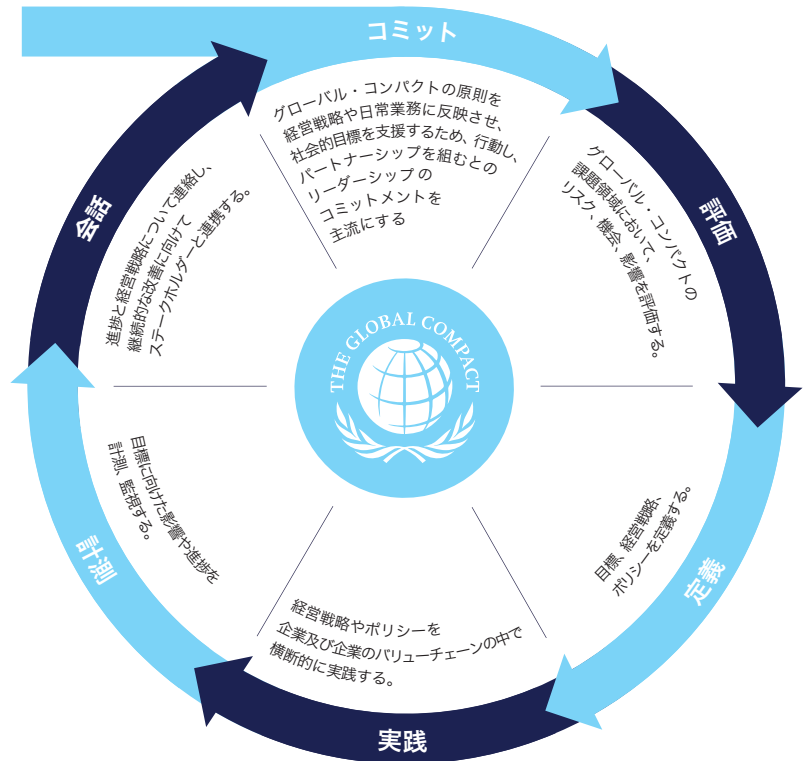 コミット
グローバル・コンパクトの原則を
経営戦略や日常業務に反映させ、
社会的目標を支援するため、行動し、
パートナーシップを組むとの
リーダーシップの
コミットメントを
主流にする
評価
グローバル・コンパクトの
課題領域において、
リスク、機会、影響を評価する。
定義
目標、経営戦略、
ポリシーを定義する。
実践
経営戦略やポリシーを
企業及び企業のバリューチェーンの中で
横断的に実践する。
計測
目標に向けた影響や進捗を
計測、監視する。
会話
進捗と経営戦略について連絡し、
継続的な改善に向けて
ステークホルダーと連携する。
THE GLOBAL COMPACT